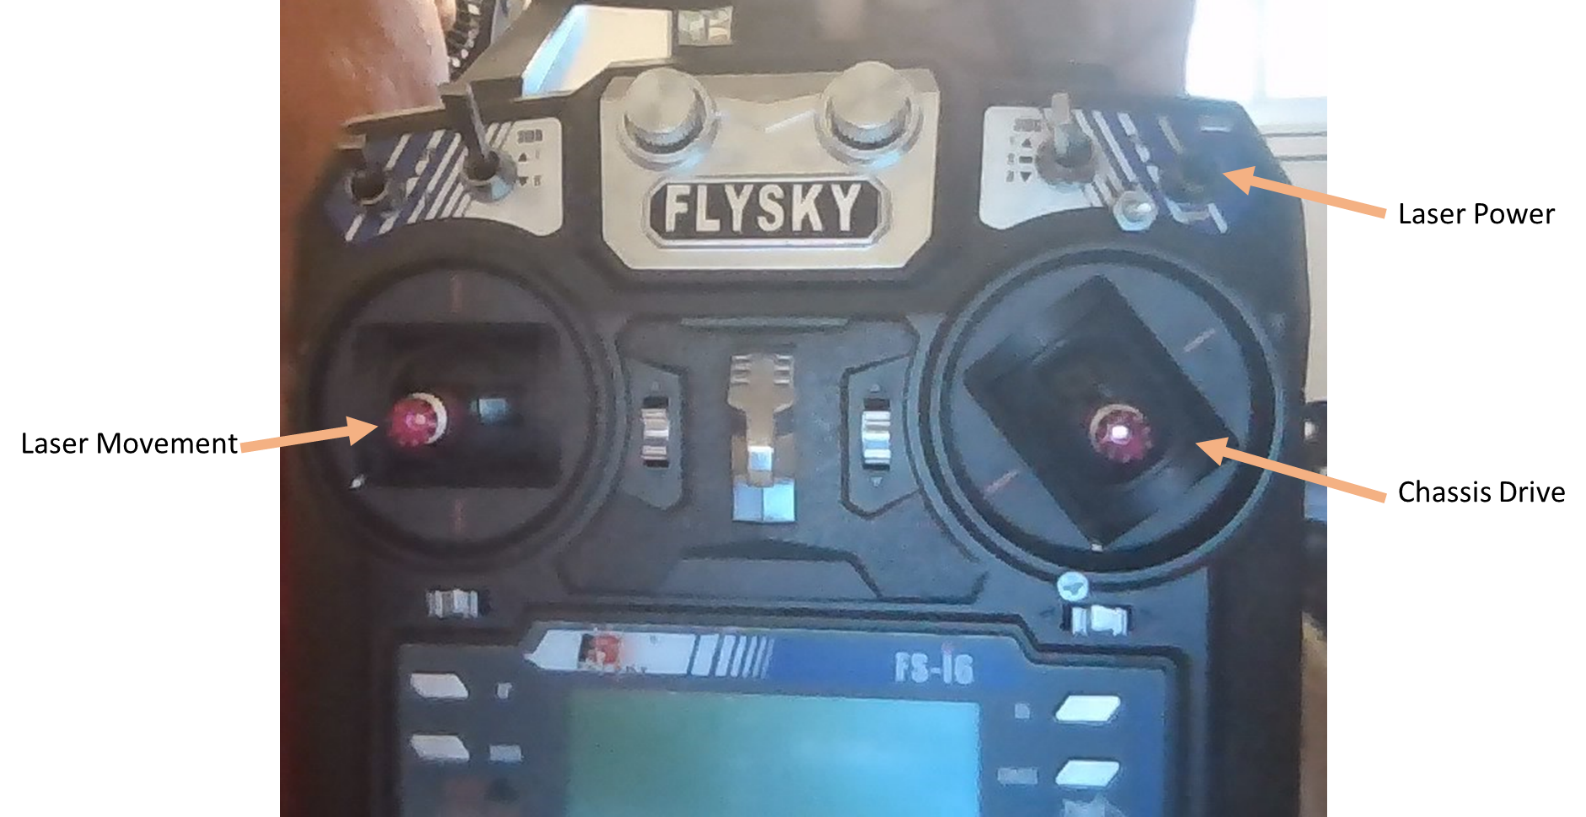 FLYSKY
Laser Power
Laser Movement
Chassis Drive
FS-i6